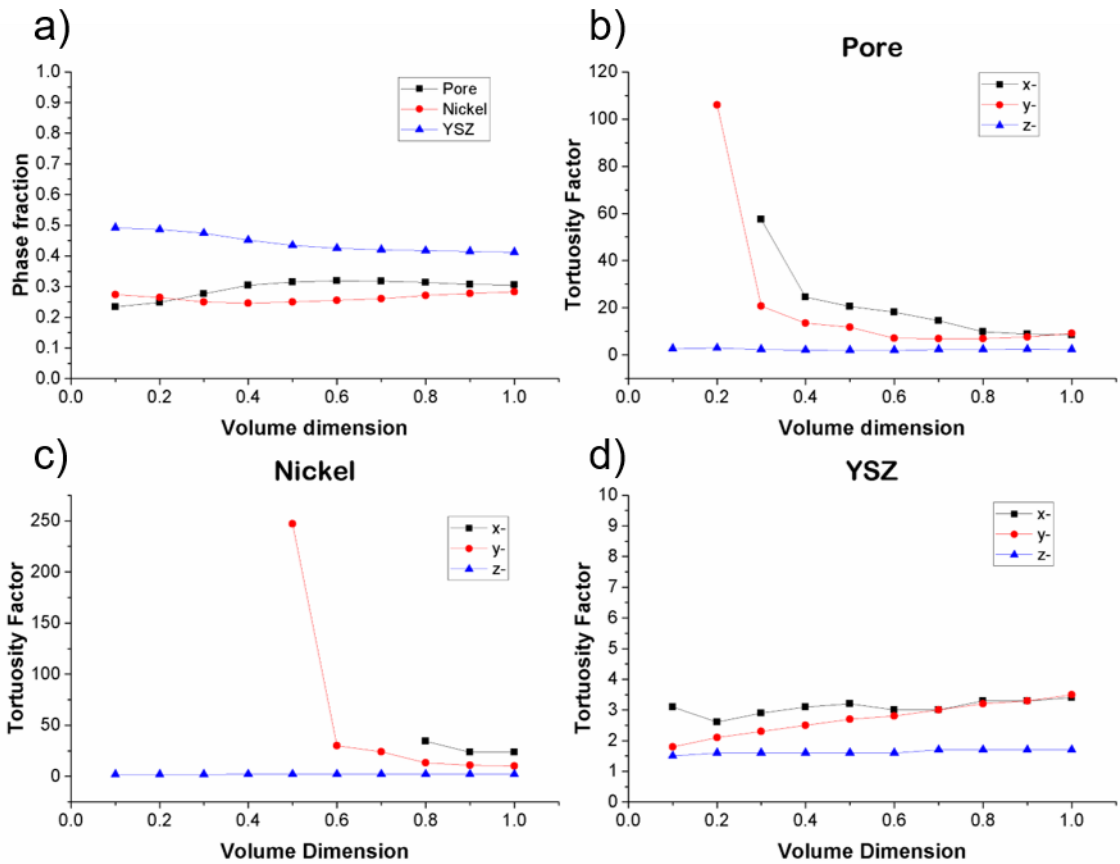 a)
1.0
0.9
0.8
0.7
0.6
0.5
0.4
0.3
0.2
0.1
0.0
Phase fraction
Pore
Nickel
YSZ
0.0 0.2 0.4 0.6 0.8 1.0
Volume dimension
b)
Pore
120
100
80
60
40
20
0
Tortuosity Factor
x-
y-
z-
0.0 0.2 0.4 0.6 0.8 1.0
Volume dimension
c)
Nickel
250
200
150
100
50
0
Tortuosity Factor
x-
y-
z-
0.0 0.2 0.4 0.6 0.8 1.0
Volume Dimension
d)
YSZ
10
9
8
7
6
5
4
3
2
1
0
Tortuosity Factor
x-
y-
z-
0.0 0.2 0.4 0.6 0.8 1.0
Volume Dimension